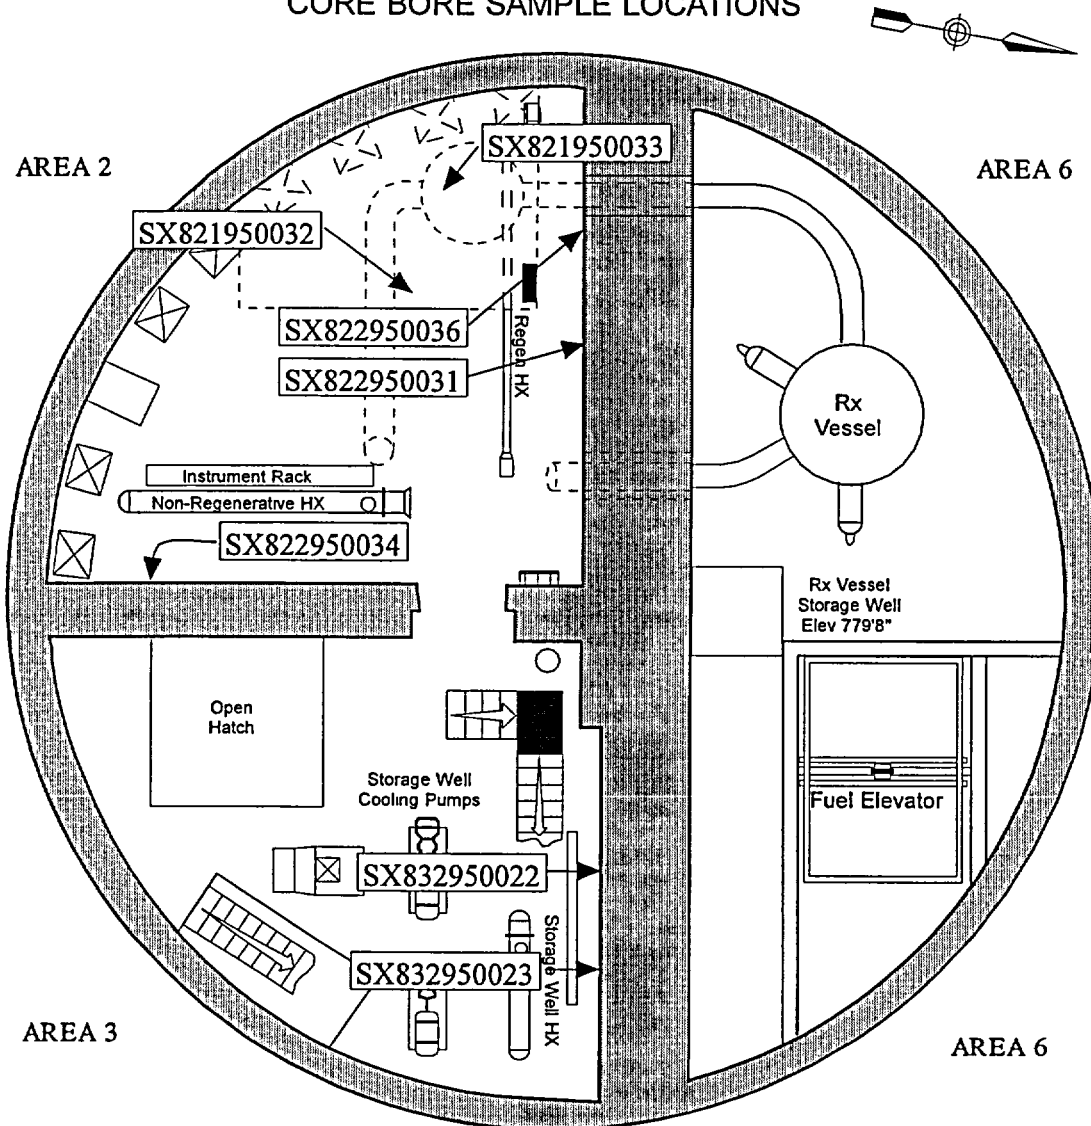 CORE BORE SAMPLE LOCATIONS
AREA 2
SX821950033
AREA 6
SX821950032
SX822950036
Regen HX
SX822950031
Rx
Vessel
Instrument Rack
Non-Regenerative HX
SX822950034
Rx Vessel
Storage Well
Elev 779'8"
Open
Hatch
Storage Well
Cooling Pumps
Fuel Elevator
SX832950022
Storage Well HX
SX832950023
AREA 3
AREA 6